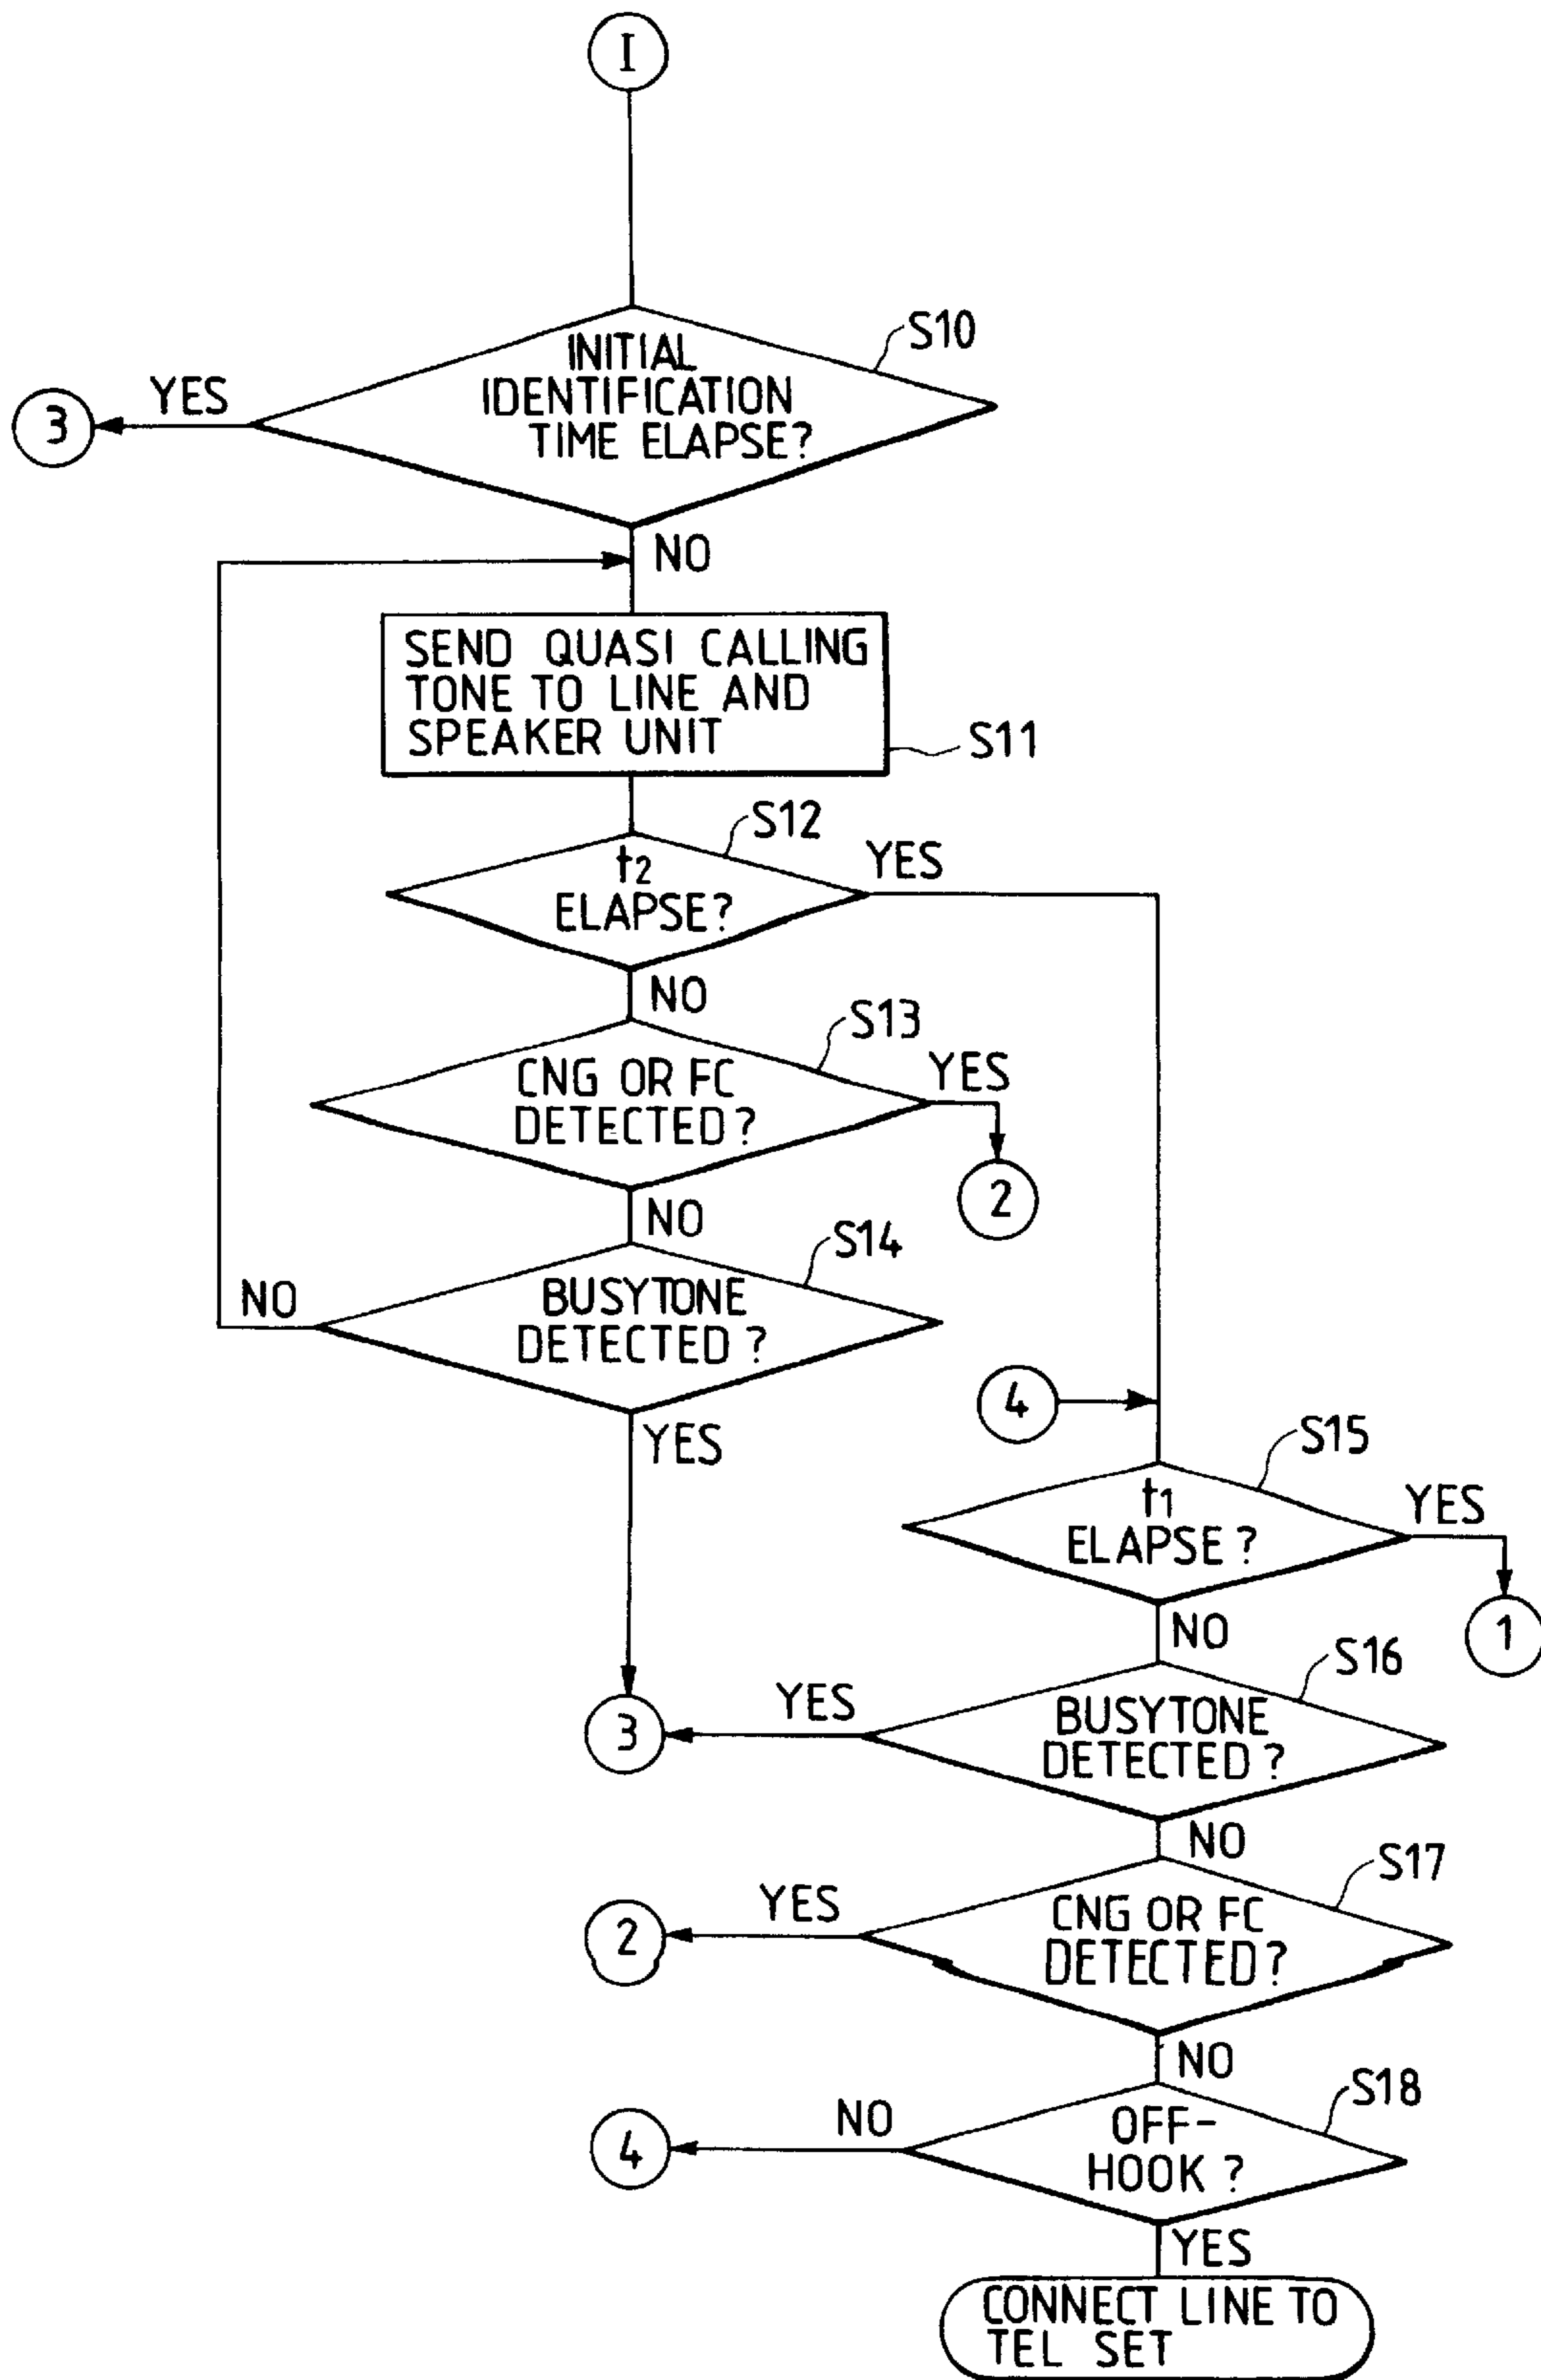 I
S10
INITIAL
IDENTIFICATION
TIME ELAPSE?
YES
3
NO
SEND QUASI CALLING
TONE TO LINE AND
SPEAKER UNIT
S11
S12
t2
ELAPSE?
YES
NO
S13
CNG OR FC
DETECTED?
YES
2
NO
S14
BUSYTONE
DETECTED?
NO
YES
4
S15
t1
ELAPSE?
YES
1
NO
S16
BUSYTONE
DETECTED?
YES
3
NO
S17
CNG OR FC
DETECTED?
YES
2
NO
S18
OFF-
HOOK?
NO
4
YES
CONNECT LINE TO
TEL SET